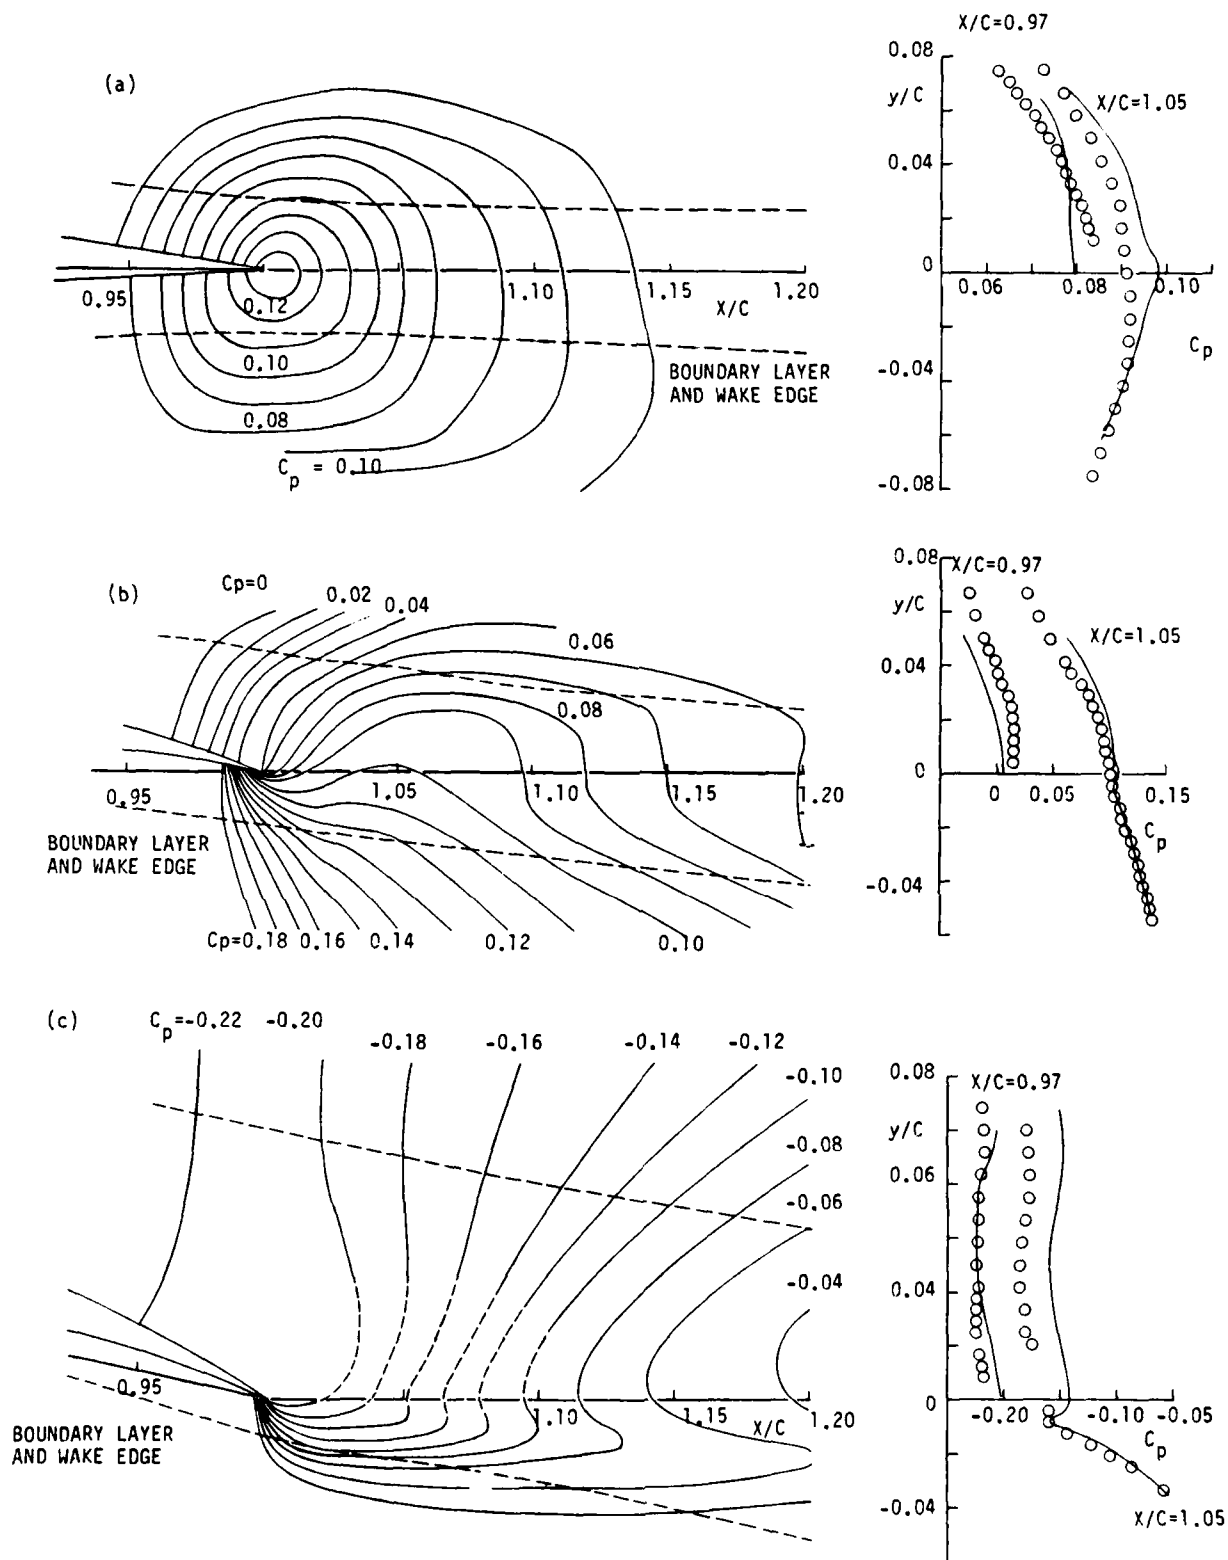 (a)
0.95
0.12
0.10
0.08
C_p = 0.10
1.10
1.15
1.20
X/C
BOUNDARY LAYER
AND WAKE EDGE
X/C=0.97
0.08
y/C
X/C=1.05
0.04
0
0.06
0.08
0.10
C_p
-0.04
-0.08
(b)
Cp=0
0.02
0.04
0.06
0.08
0.95
1.05
1.10
1.15
1.20
BOUNDARY LAYER
AND WAKE EDGE
Cp=0.18
0.16
0.14
0.12
0.10
0.08
X/C=0.97
y/C
X/C=1.05
0.04
0
0
0.05
0.15
C_p
-0.04
(c)
C_p=-0.22
-0.20
-0.18
-0.16
-0.14
-0.12
-0.10
-0.08
-0.06
-0.04
0.95
1.10
1.15
1.20
X/C
BOUNDARY LAYER
AND WAKE EDGE
0.08
X/C=0.97
y/C
0.06
0.04
0
-0.20
-0.10
-0.05
C_p
-0.04
X/C=1.05